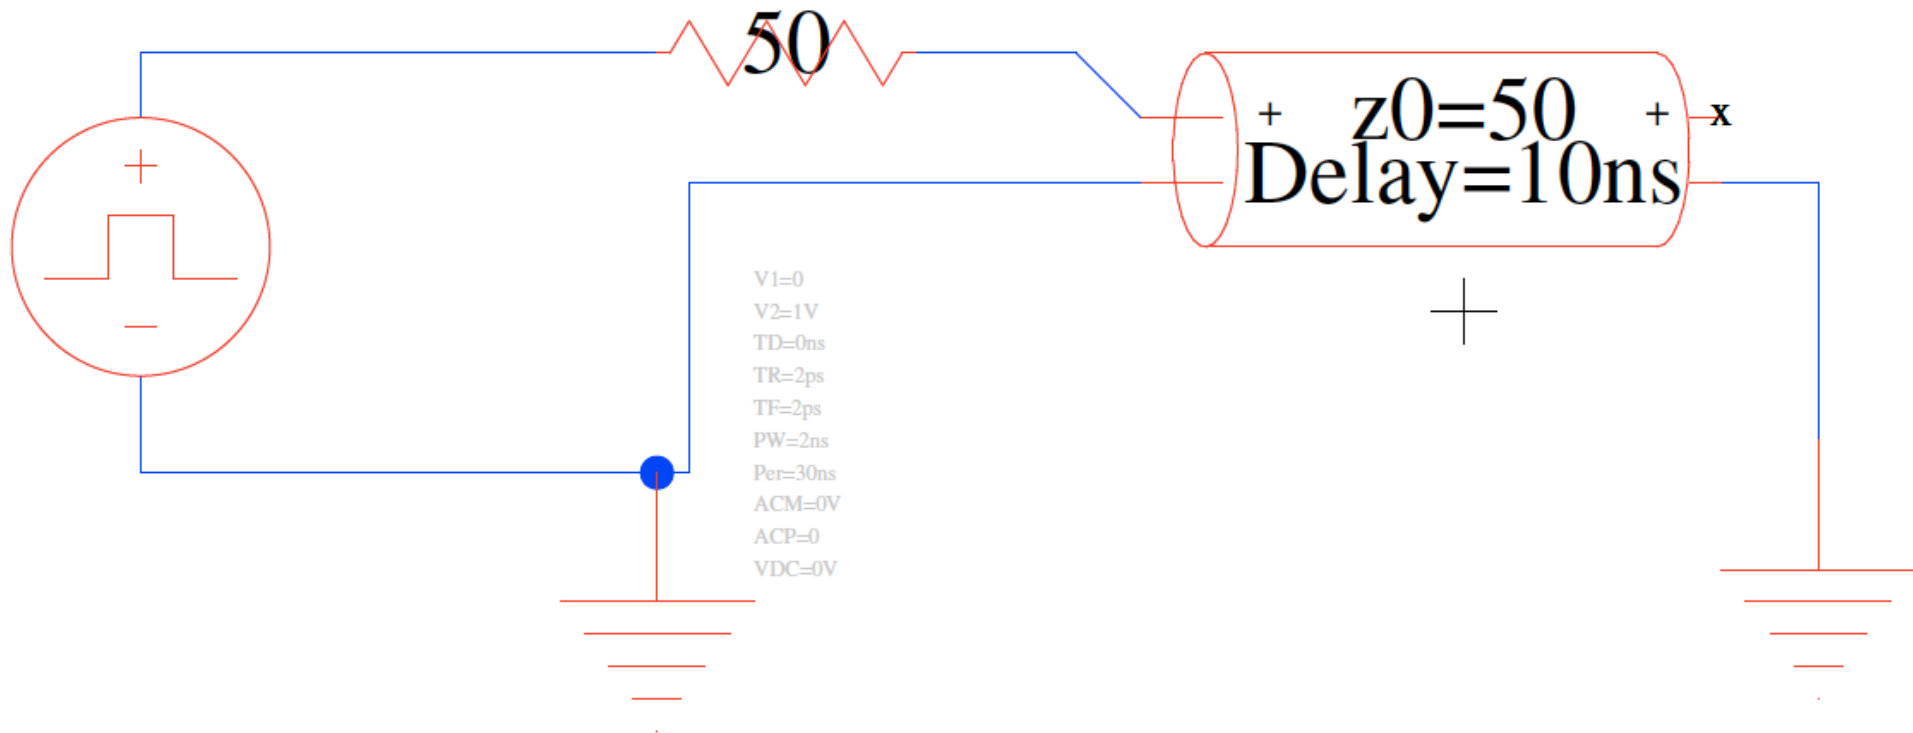 50
+ z0=50 + x
Delay=10ns
V1=0
V2=1V
TD=0ns
TR=2ps
TF=2ps
PW=2ns
Per=30ns
ACM=0V
ACP=0
VDC=0V